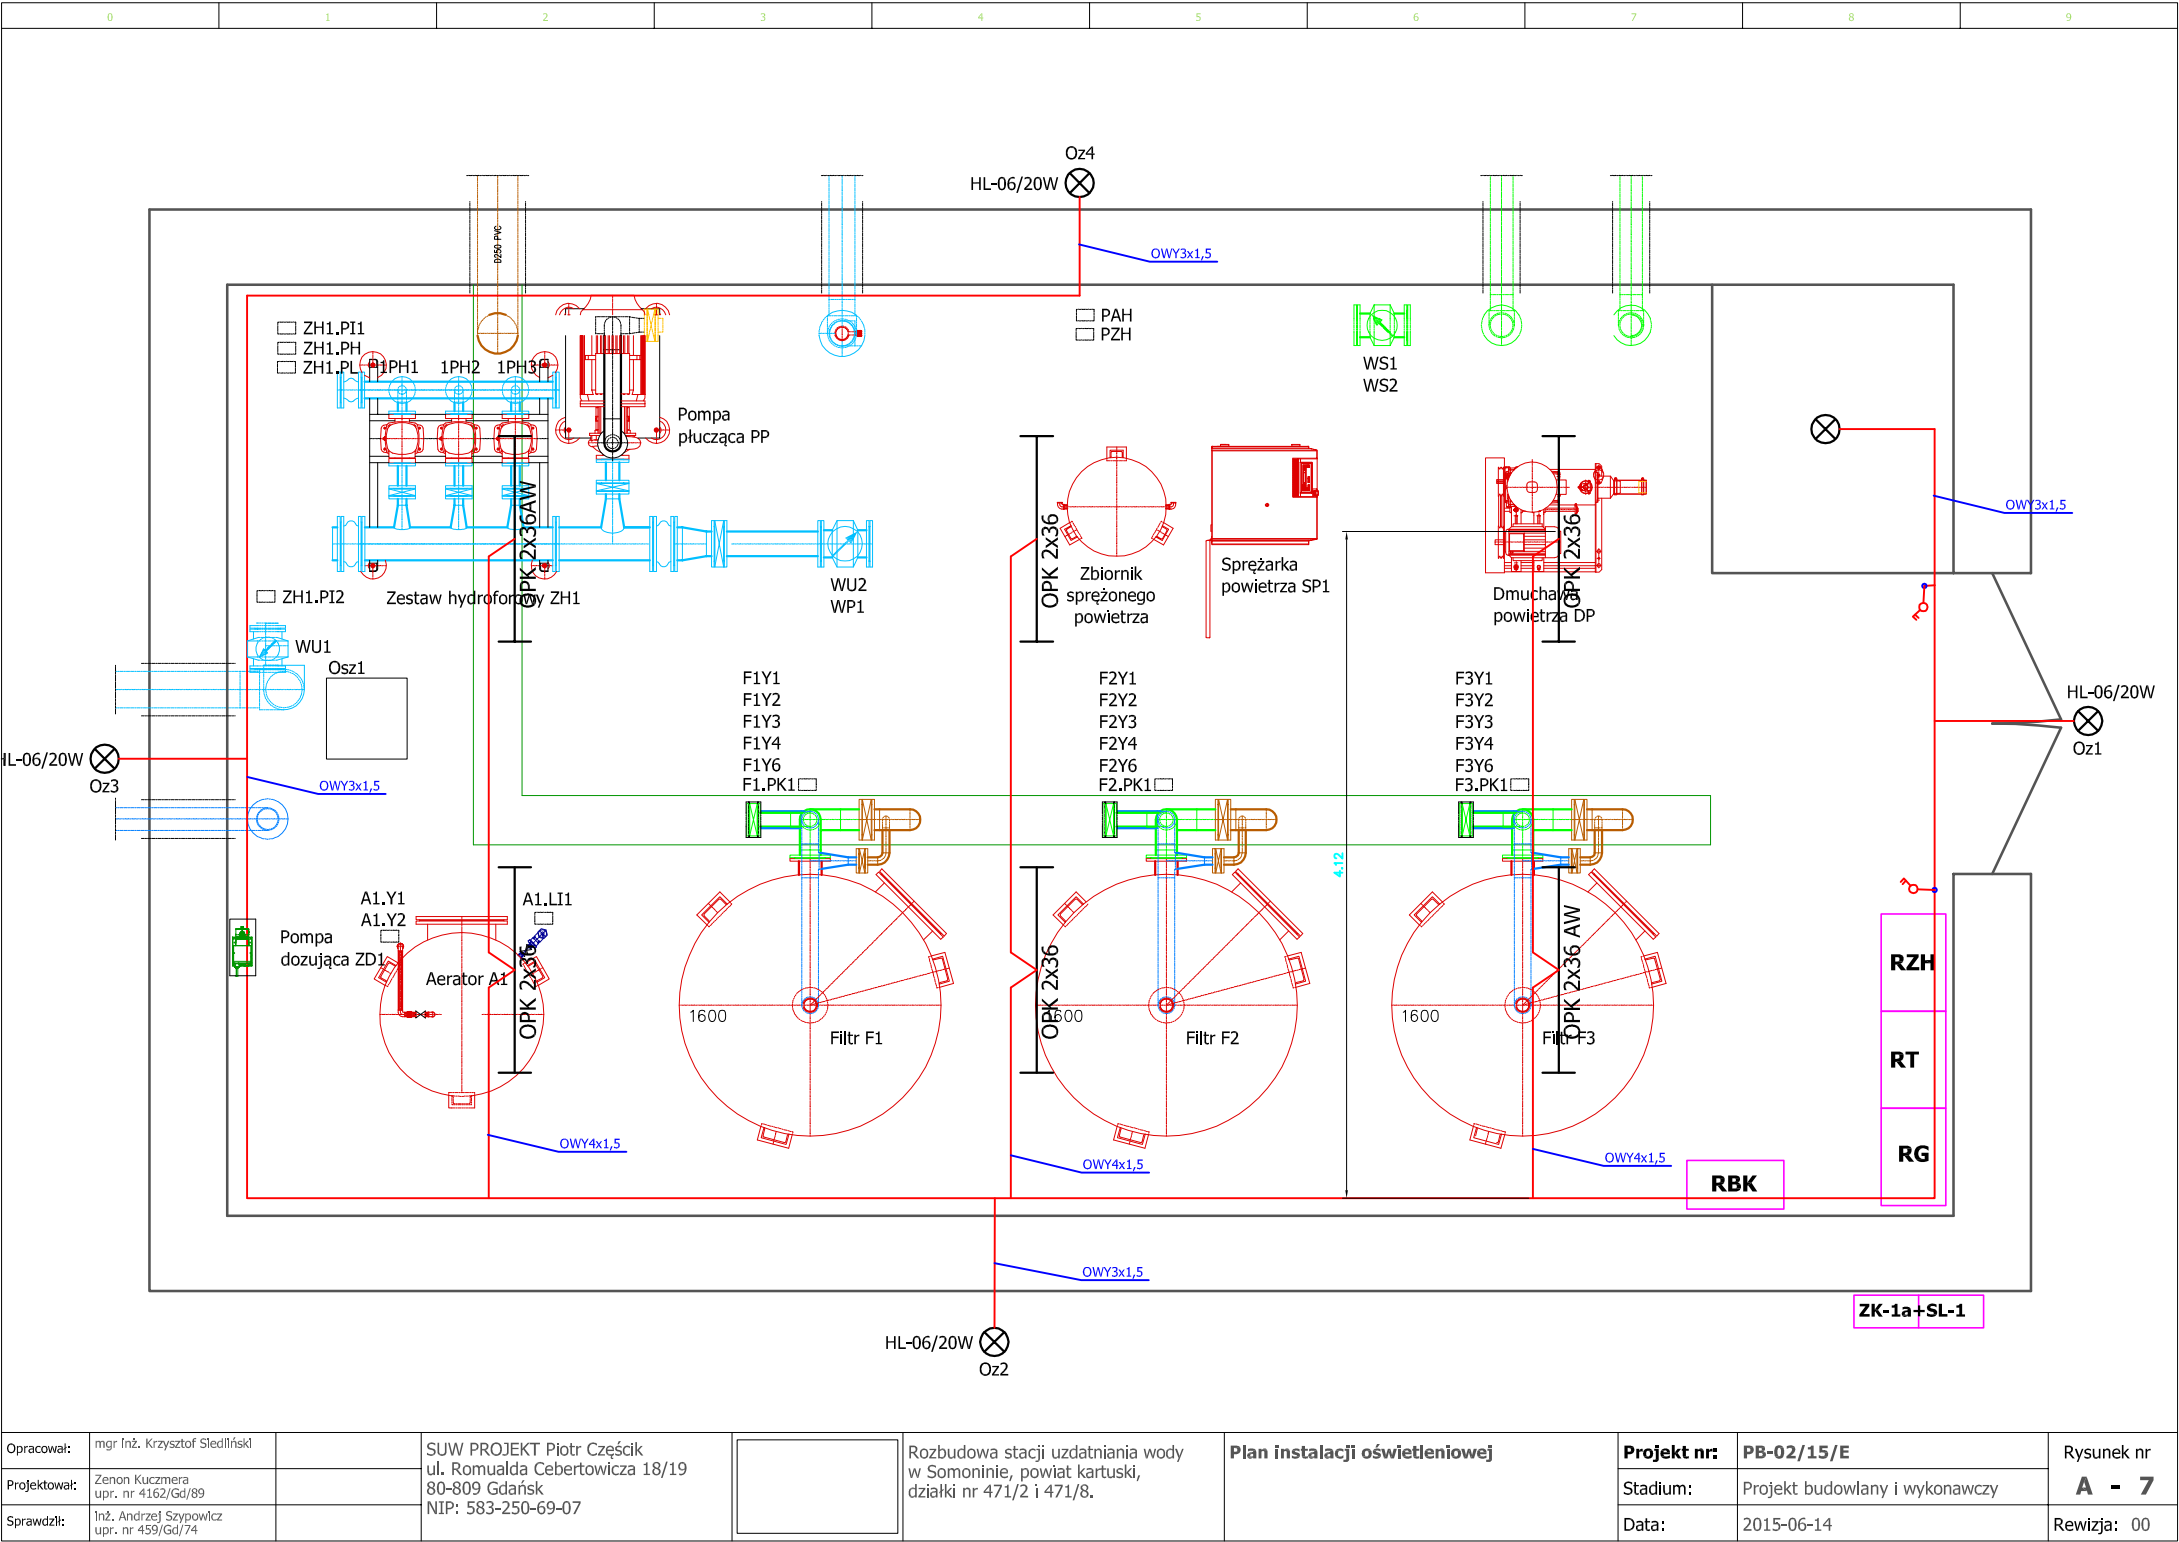 0 1 2 3 4 5 6 7 8 9
Oz4
HL-06/20W
OWY3x1,5
D250 PVC
ZH1.PI1
ZH1.PH
ZH1.PL
1PH1 1PH2 1PH3
Pompa
płucząca PP
PAH
PZH
WS1
WS2
OPK 2x36AW
OPK 2x36
OPK 2x36
Zbiornik
sprężonego
powietrza
Sprężarka
powietrza SP1
Dmuchawa
powietrza DP
OWY3x1,5
WU2
WP1
ZH1.PI2
Zestaw hydroforowy ZH1
WU1
Osz1
F1Y1
F1Y2
F1Y3
F1Y4
F1Y6
F1.PK1
F2Y1
F2Y2
F2Y3
F2Y4
F2Y6
F2.PK1
F3Y1
F3Y2
F3Y3
F3Y4
F3Y6
F3.PK1
HL-06/20W
Oz1
HL-06/20W
Oz3
OWY3x1,5
4.12
A1.Y1
A1.Y2
A1.LI1
Pompa
dozująca ZD1
Aerator A1
OPK 2x36
OPK 2x36
OPK 2x36 AW
1600
Filtr F1
1600
Filtr F2
1600
Filtr F3
RZH
RT
RG
RBK
OWY4x1,5
OWY4x1,5
OWY4x1,5
OWY3x1,5
HL-06/20W
Oz2
ZK-1a+SL-1
Opracował:
mgr inż. Krzysztof Siedliński
Projektował:
Zenon Kuczmera
upr. nr 4162/Gd/89
Sprawdził:
inż. Andrzej Szypowicz
upr. nr 459/Gd/74
SUW PROJEKT Piotr Częścik
ul. Romualda Cebertowicza 18/19
80-809 Gdańsk
NIP: 583-250-69-07
Rozbudowa stacji uzdatniania wody
w Somoninie, powiat kartuski,
działki nr 471/2 i 471/8.
Plan instalacji oświetleniowej
Projekt nr: PB-02/15/E
Stadium: Projekt budowlany i wykonawczy
Data: 2015-06-14
Rysunek nr
A - 7
Rewizja: 00